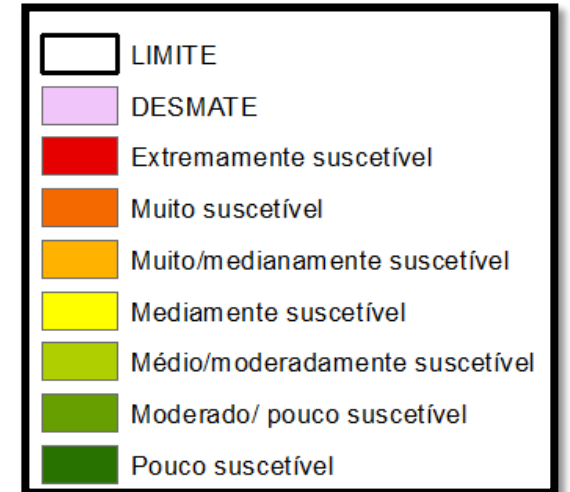 LIMITE
DESMATE
Extremamente suscetível
Muito suscetível
Muito/medianamente suscetível
Mediamente suscetível
Médio/moderadamente suscetível
Moderado/ pouco suscetível
Pouco suscetível